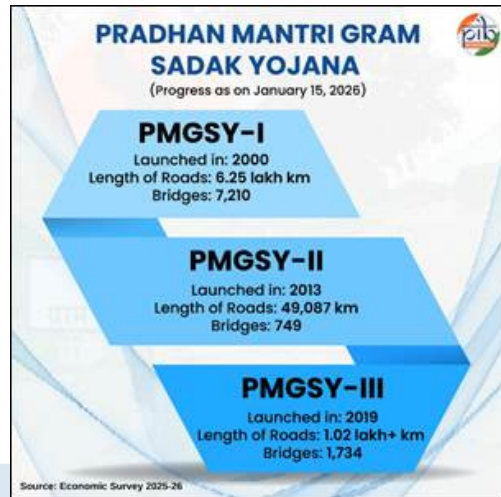 PRADHAN MANTRI GRAM
SADAK YOJANA
(Progress as on January 15, 2026)
pib
PMGSY-I
Launched in: 2000
Length of Roads: 6.25 lakh km
Bridges: 7,210
PMGSY-II
Launched in: 2013
Length of Roads: 49,087 km
Bridges: 749
PMGSY-III
Launched in: 2019
Length of Roads: 1.02 lakh+ km
Bridges: 1,734
Source: Economic Survey 2025-26